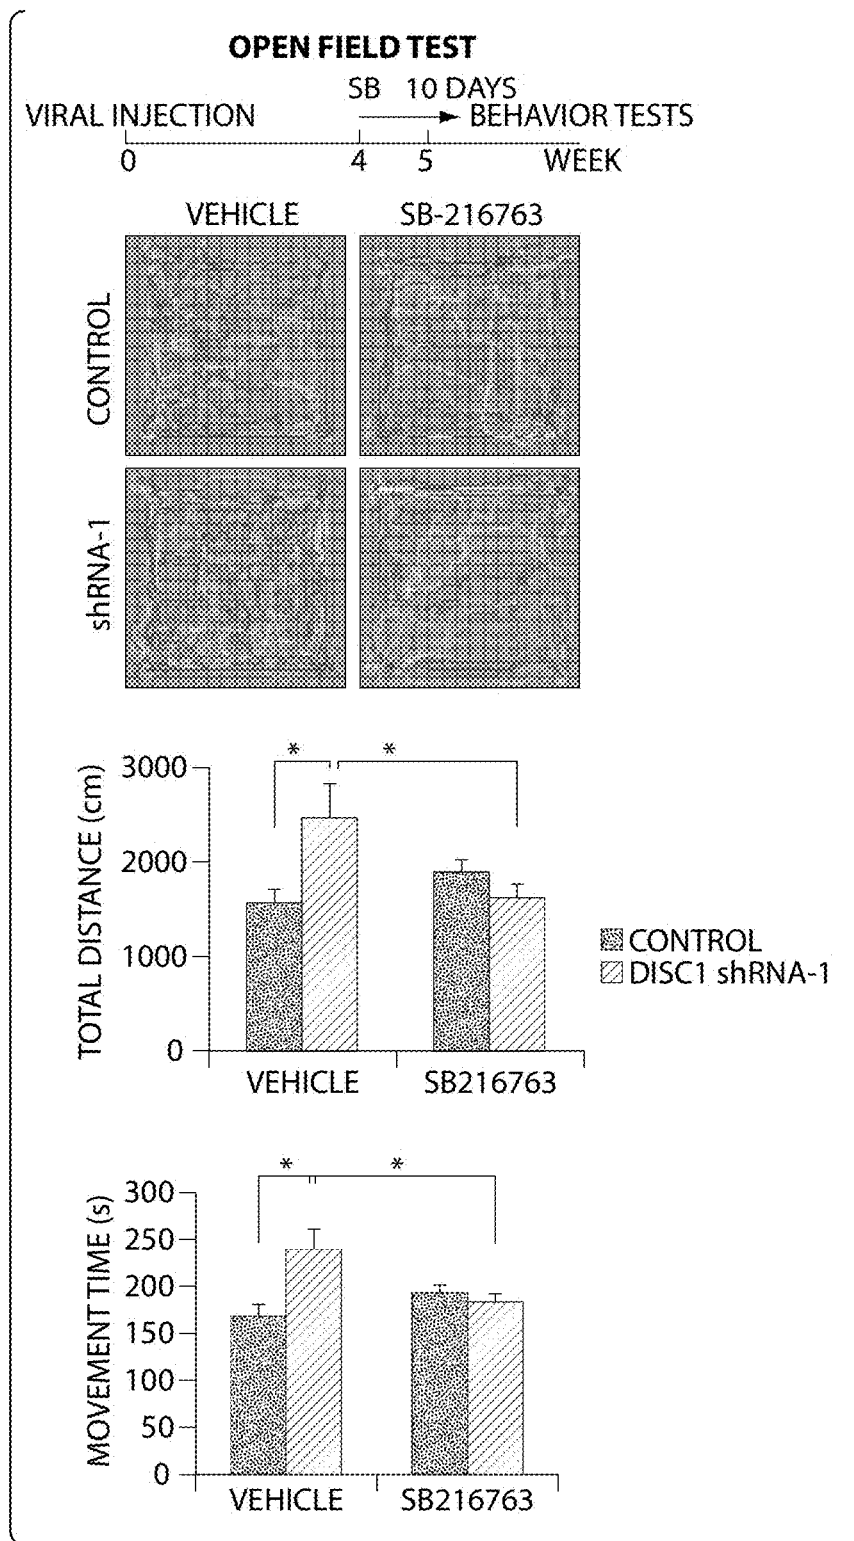 OPEN FIELD TEST
SB 10 DAYS
VIRAL INJECTION BEHAVIOR TESTS
0 4 5 WEEK
VEHICLE SB-216763
CONTROL
shRNA-1
* *
TOTAL DISTANCE (cm)
3000
2000
1000
0
VEHICLE SB216763
CONTROL
DISC1 shRNA-1
* *
MOVEMENT TIME (s)
300
250
200
150
100
50
0
VEHICLE SB216763